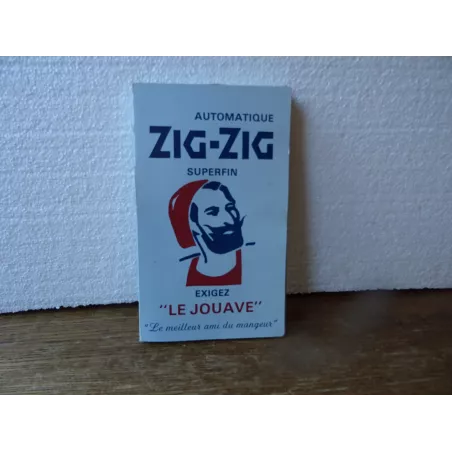 AUTOMATIQUE
ZIG-ZIG
SUPERFIN
EXIGEZ
"LE JOUAVE"
"Le meilleur ami du mangeur"